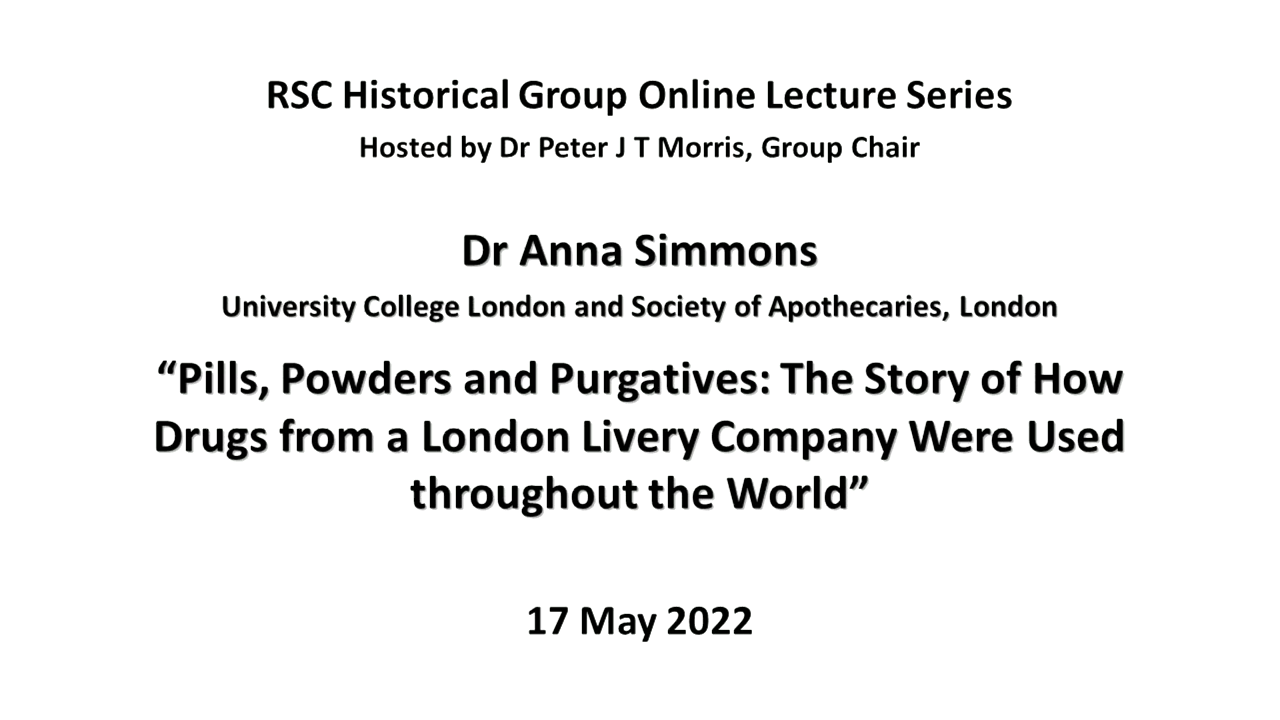 RSC Historical Group Online Lecture Series
Hosted by Dr Peter J T Morris, Group Chair
Dr Anna Simmons
University College London and Society of Apothecaries, London
“Pills, Powders and Purgatives: The Story of How
Drugs from a London Livery Company Were Used
throughout the World”
17 May 2022